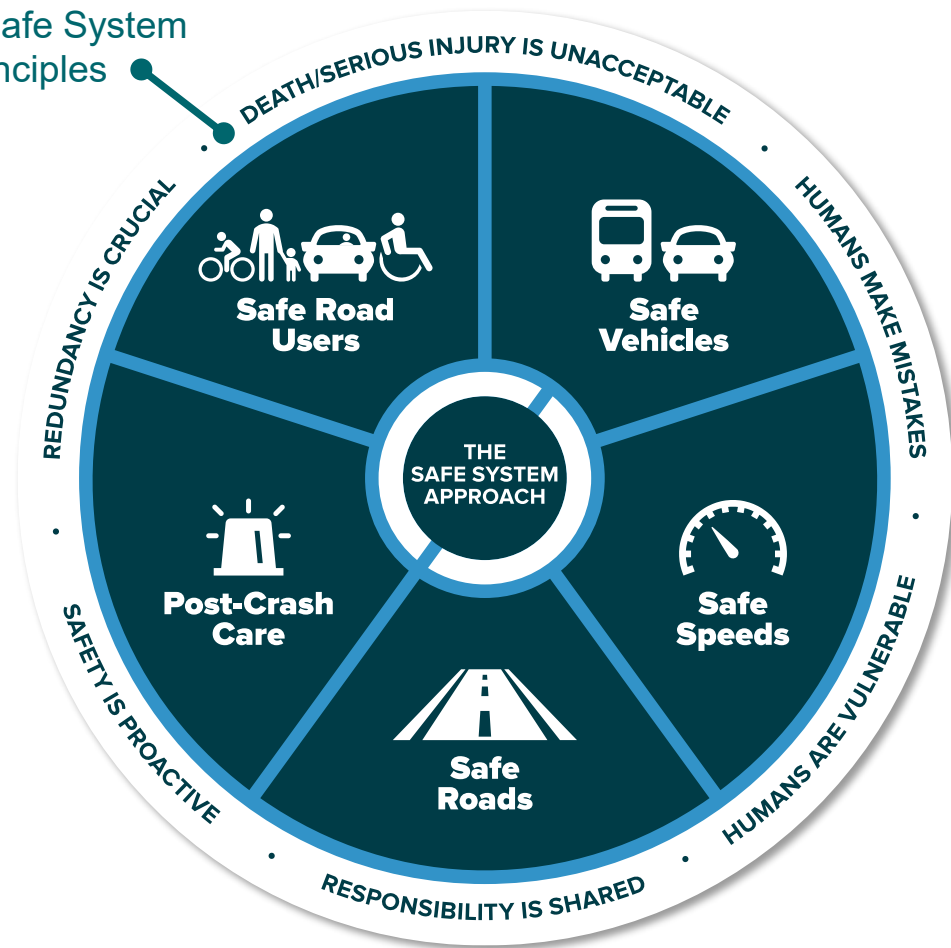 afe System
nciples
DEATH/SERIOUS INJURY IS UNACCEPTABLE
HUMANS MAKE MISTAKES
HUMANS ARE VULNERABLE
RESPONSIBILITY IS SHARED
SAFETY IS PROACTIVE
REDUNDANCY IS CRUCIAL
Safe Road
Users
Safe
Vehicles
Safe
Speeds
Safe
Roads
Post-Crash
Care
THE
SAFE SYSTEM
APPROACH